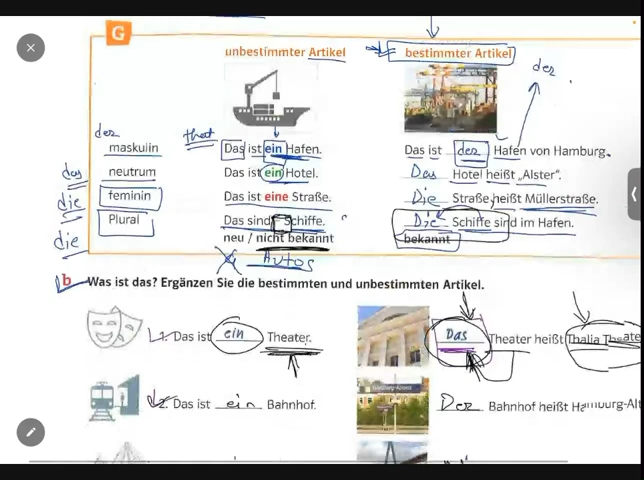 G
unbestimmter Artikel bestimmter Artikel
der
der
maskulin that Das ist ein Hafen. Das ist der Hafen von Hamburg.
das neutrum Das ist ein Hotel. Das Hotel heißt „Alster“.
die feminin Das ist eine Straße. Die Straße heißt Müllerstraße.
Plural Das sind - Schiffe. Die Schiffe sind im Hafen.
die neu / nicht bekannt bekannt
Autos
b Was ist das? Ergänzen Sie die bestimmten und unbestimmten Artikel.
1. Das ist ein Theater. Das Theater heißt Thalia Theate
2. Das ist ein Bahnhof. Der Bahnhof heißt Hamburg-Alt